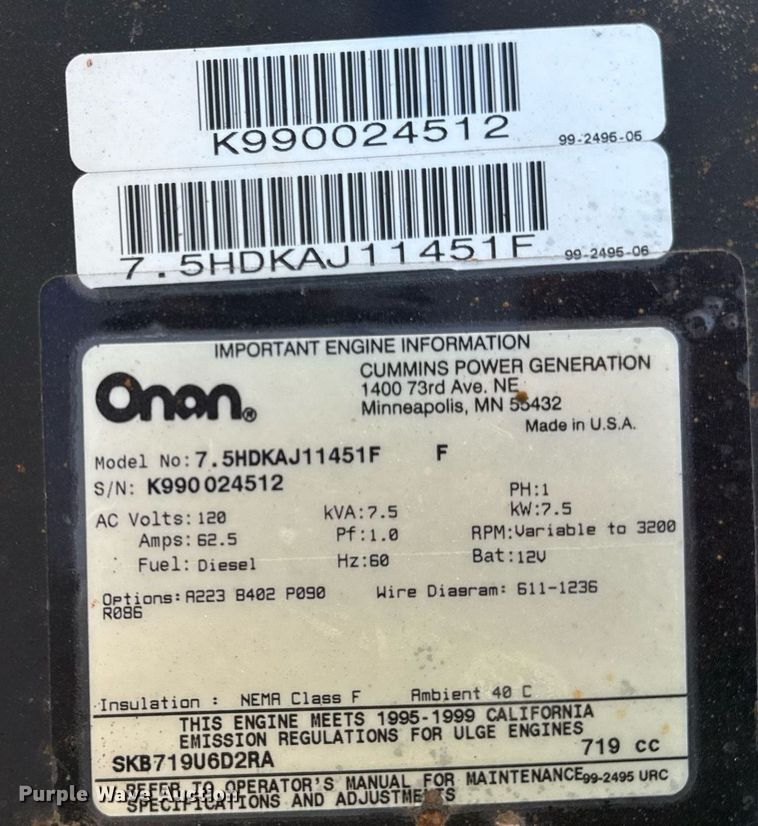 K990024512 99-2495-05
7.5HDKAJ11451F 99-2495-06
IMPORTANT ENGINE INFORMATION
Onan®
CUMMINS POWER GENERATION
1400 73rd Ave. NE
Minneapolis, MN 55432
Made in U.S.A.
Model No: 7.5HDKAJ11451F F
S/N: K990024512
PH:1
AC Volts: 120 kVA: 7.5 kW: 7.5
Amps: 62.5 Pf: 1.0 RPM: Variable to 3200
Fuel: Diesel Hz: 60 Bat: 12V
Options: A223 B402 P090 Wire Diagram: 611-1236
R086
Insulation : NEMA Class F Ambient 40 C
THIS ENGINE MEETS 1995-1999 CALIFORNIA
EMISSION REGULATIONS FOR ULGE ENGINES
SKB719U6D2RA 719 cc
REFER TO OPERATOR'S MANUAL FOR MAINTENANCE 99-2495 URC
SPECIFICATIONS AND ADJUSTMENTS
Purple Wave Auction